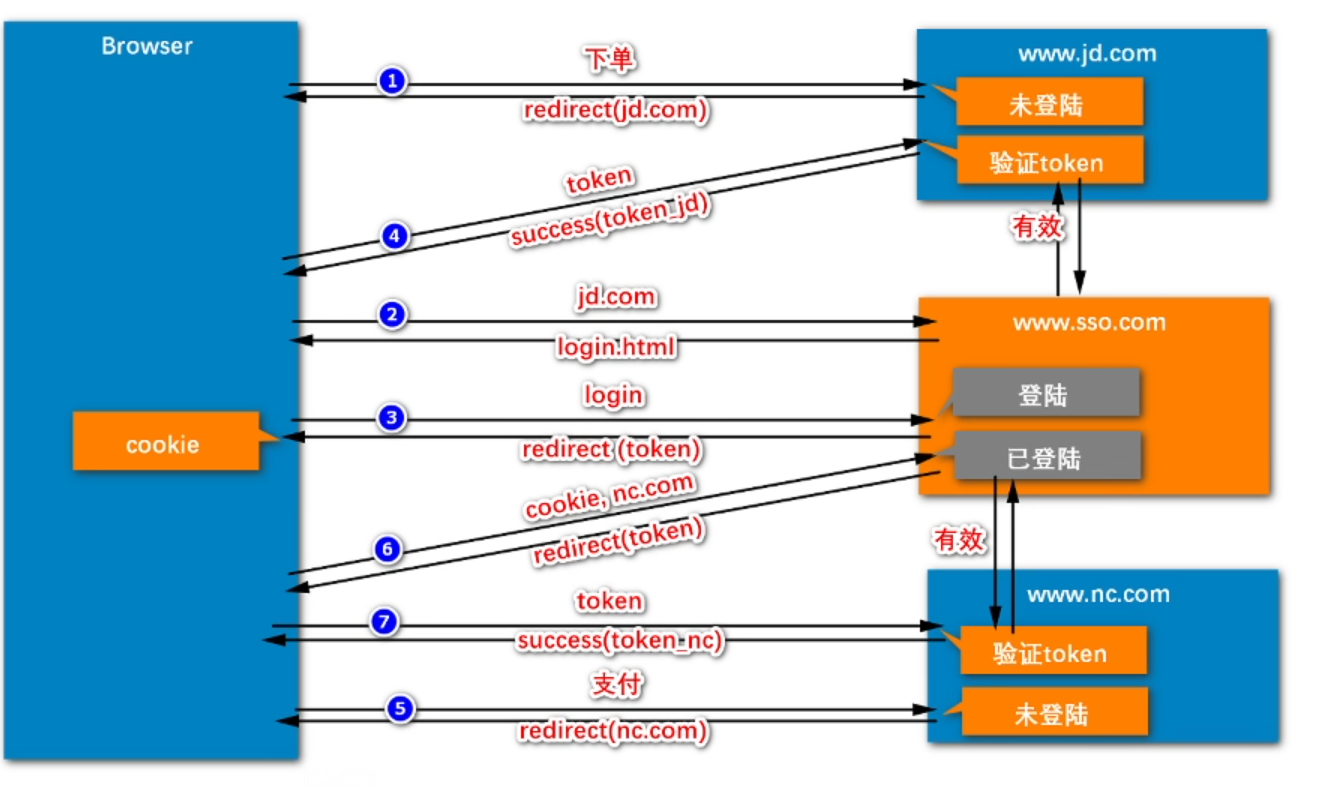 Browser
www.jd.com
下单
1
redirect(jd.com)
未登陆
验证token
token
success(token_jd)
4
有效
jd.com
2
login.html
www.sso.com
login
3
登陆
cookie
redirect (token)
已登陆
cookie, nc.com
6
redirect(token)
有效
www.nc.com
token
7
success(token_nc)
验证token
支付
5
redirect(nc.com)
未登陆